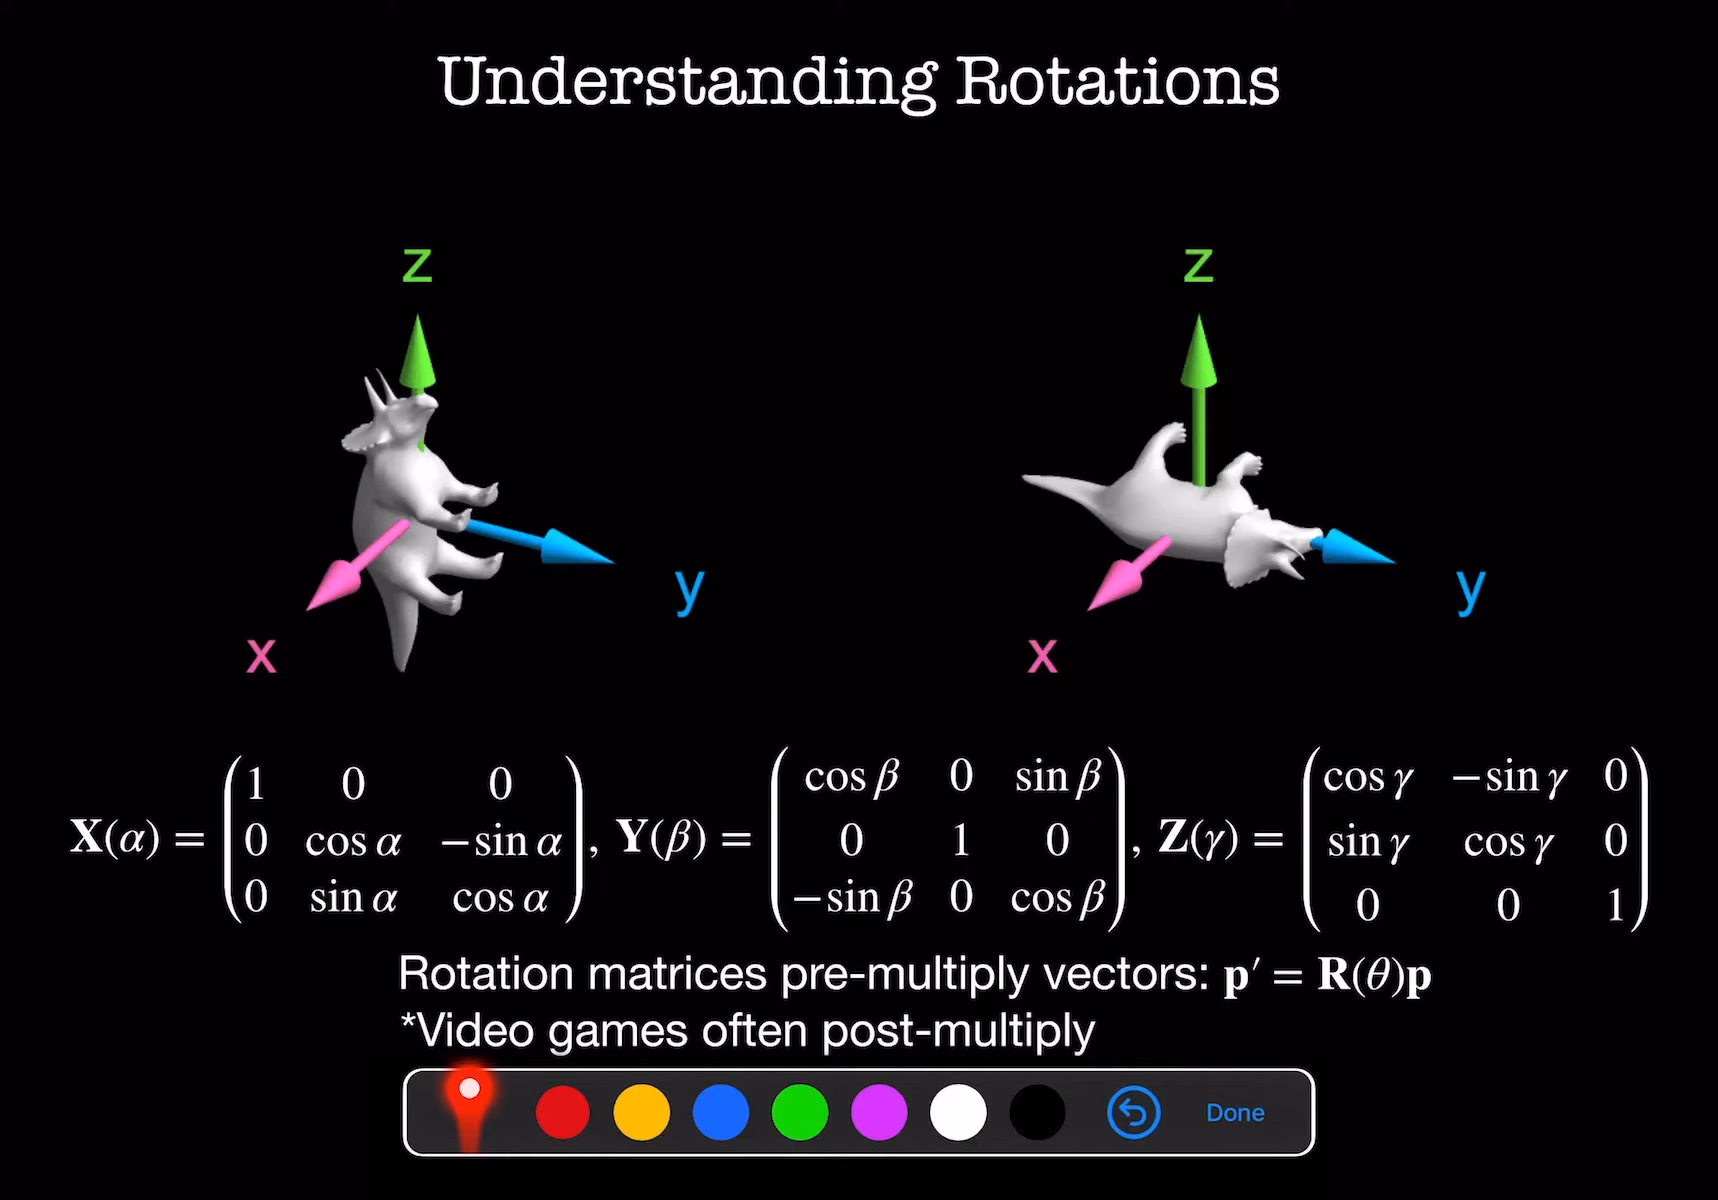 Understanding Rotations
z z
y y
x x
X(α) = (1 0 0; 0 cos α −sin α; 0 sin α cos α), Y(β) = (cos β 0 sin β; 0 1 0; −sin β 0 cos β), Z(γ) = (cos γ −sin γ 0; sin γ cos γ 0; 0 0 1)
Rotation matrices pre-multiply vectors: p′ = R(θ)p
*Video games often post-multiply
Done